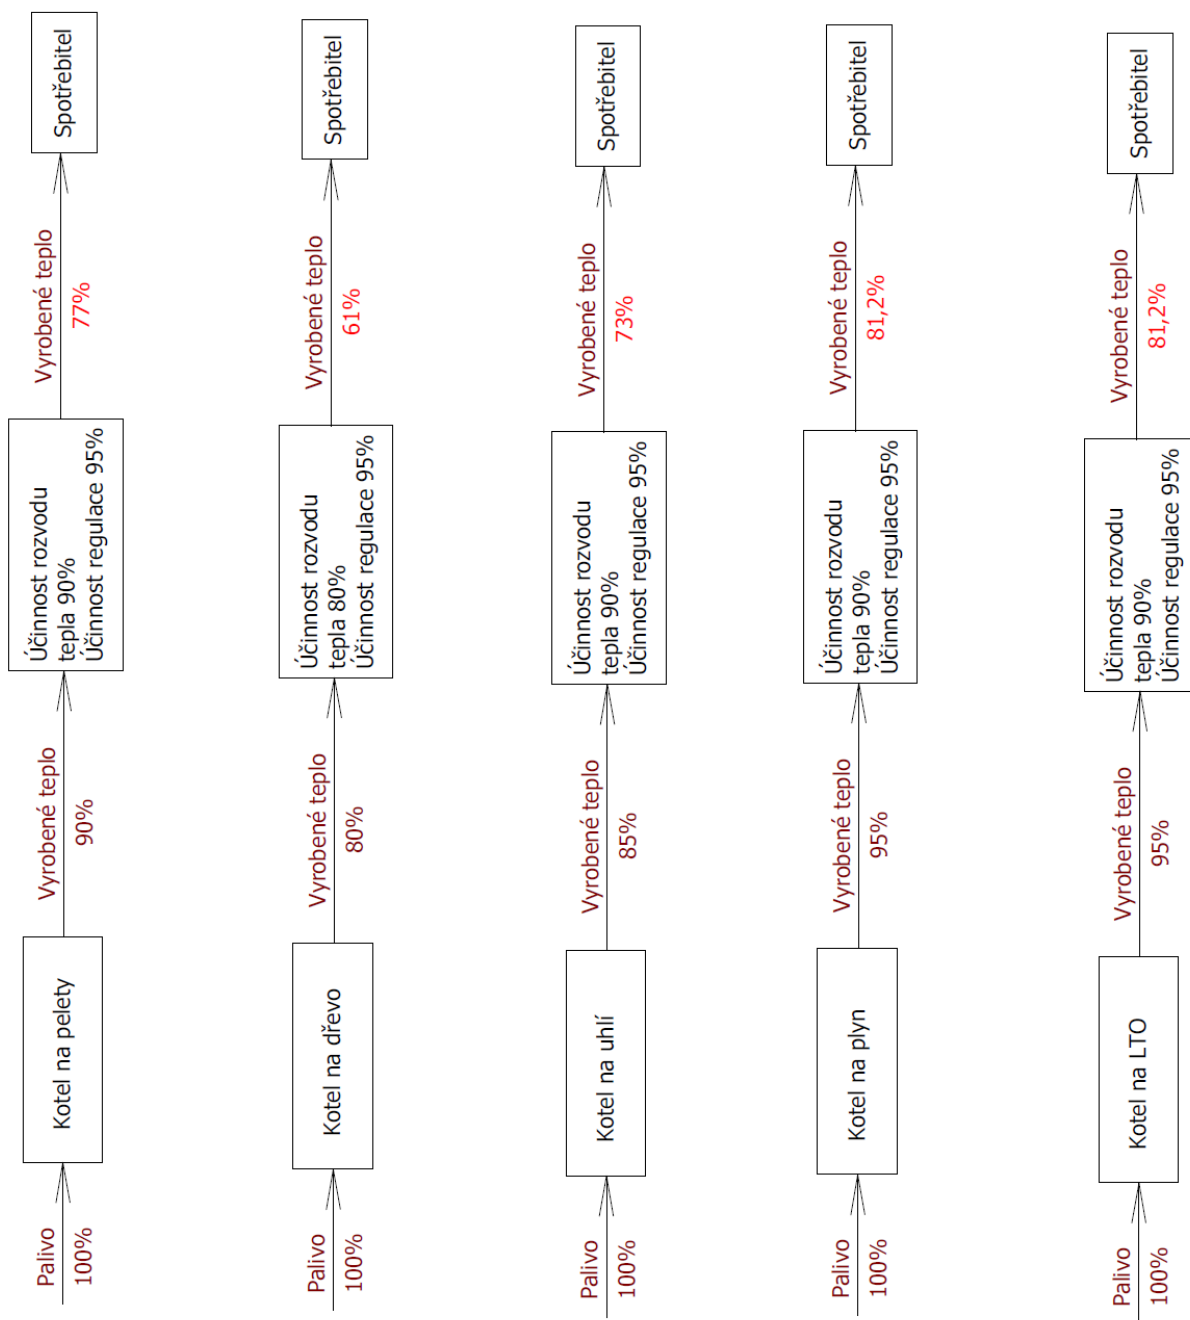 Palivo
100%
Kotel na pelety
Vyrobené teplo
90%
Účinnost rozvodu
tepla 90%
Účinnost regulace 95%
Vyrobené teplo
77%
Spotřebitel
Palivo
100%
Kotel na dřevo
Vyrobené teplo
80%
Účinnost rozvodu
tepla 80%
Účinnost regulace 95%
Vyrobené teplo
61%
Spotřebitel
Palivo
100%
Kotel na uhlí
Vyrobené teplo
85%
Účinnost rozvodu
tepla 90%
Účinnost regulace 95%
Vyrobené teplo
73%
Spotřebitel
Palivo
100%
Kotel na plyn
Vyrobené teplo
95%
Účinnost rozvodu
tepla 90%
Účinnost regulace 95%
Vyrobené teplo
81,2%
Spotřebitel
Palivo
100%
Kotel na LTO
Vyrobené teplo
95%
Účinnost rozvodu
tepla 90%
Účinnost regulace 95%
Vyrobené teplo
81,2%
Spotřebitel